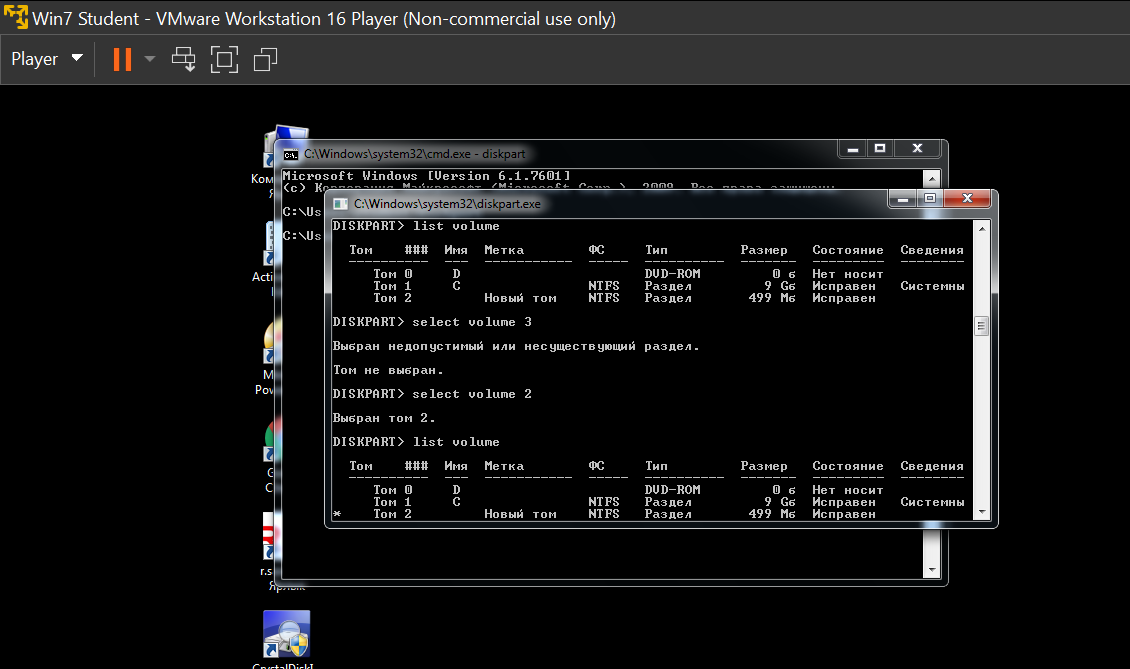 Win7 Student - VMware Workstation 16 Player (Non-commercial use only)
Player
C:\Windows\system32\cmd.exe - diskpart
Microsoft Windows [Version 6.1.7601]
(c) Корпорация Майкрософт (Microsoft Corp.), 2009. Все права защищены.
C:\Us
C:\Us
C:\Windows\system32\diskpart.exe
DISKPART> list volume
Том ### Имя Метка ФС Тип Размер Состояние Сведения
Том 0 D DVD-ROM 0 б Нет носит
Том 1 C NTFS Раздел 9 Gб Исправен Системны
Том 2 Новый том NTFS Раздел 499 Mб Исправен
DISKPART> select volume 3
Выбран недопустимый или несуществующий раздел.
Том не выбран.
DISKPART> select volume 2
Выбран том 2.
DISKPART> list volume
Том ### Имя Метка ФС Тип Размер Состояние Сведения
Том 0 D DVD-ROM 0 б Нет носит
Том 1 C NTFS Раздел 9 Gб Исправен Системны
* Том 2 Новый том NTFS Раздел 499 Mб Исправен
Ком
Acti
M
Pow
G
C
r.s
Ярлык
CrystalDiskI